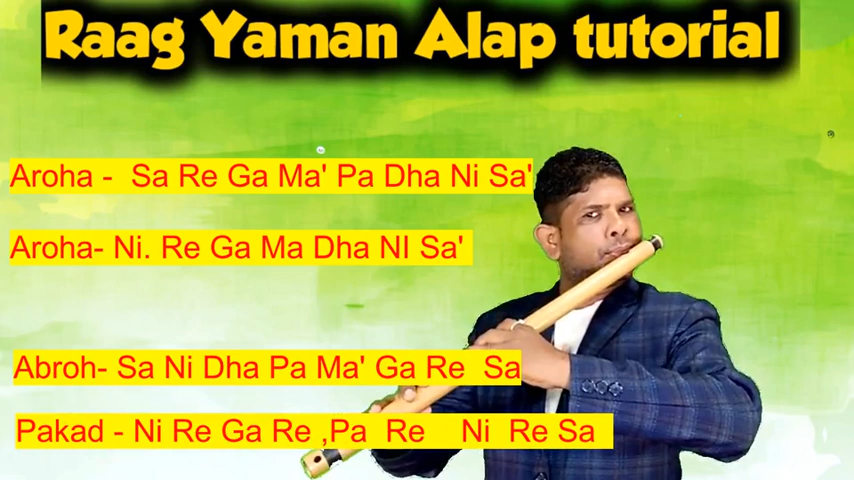 Raag Yaman Alap tutorial
Aroha - Sa Re Ga Ma' Pa Dha Ni Sa'
Aroha- Ni. Re Ga Ma Dha NI Sa'
Abroh- Sa Ni Dha Pa Ma' Ga Re Sa
Pakad - Ni Re Ga Re ,Pa Re Ni Re Sa